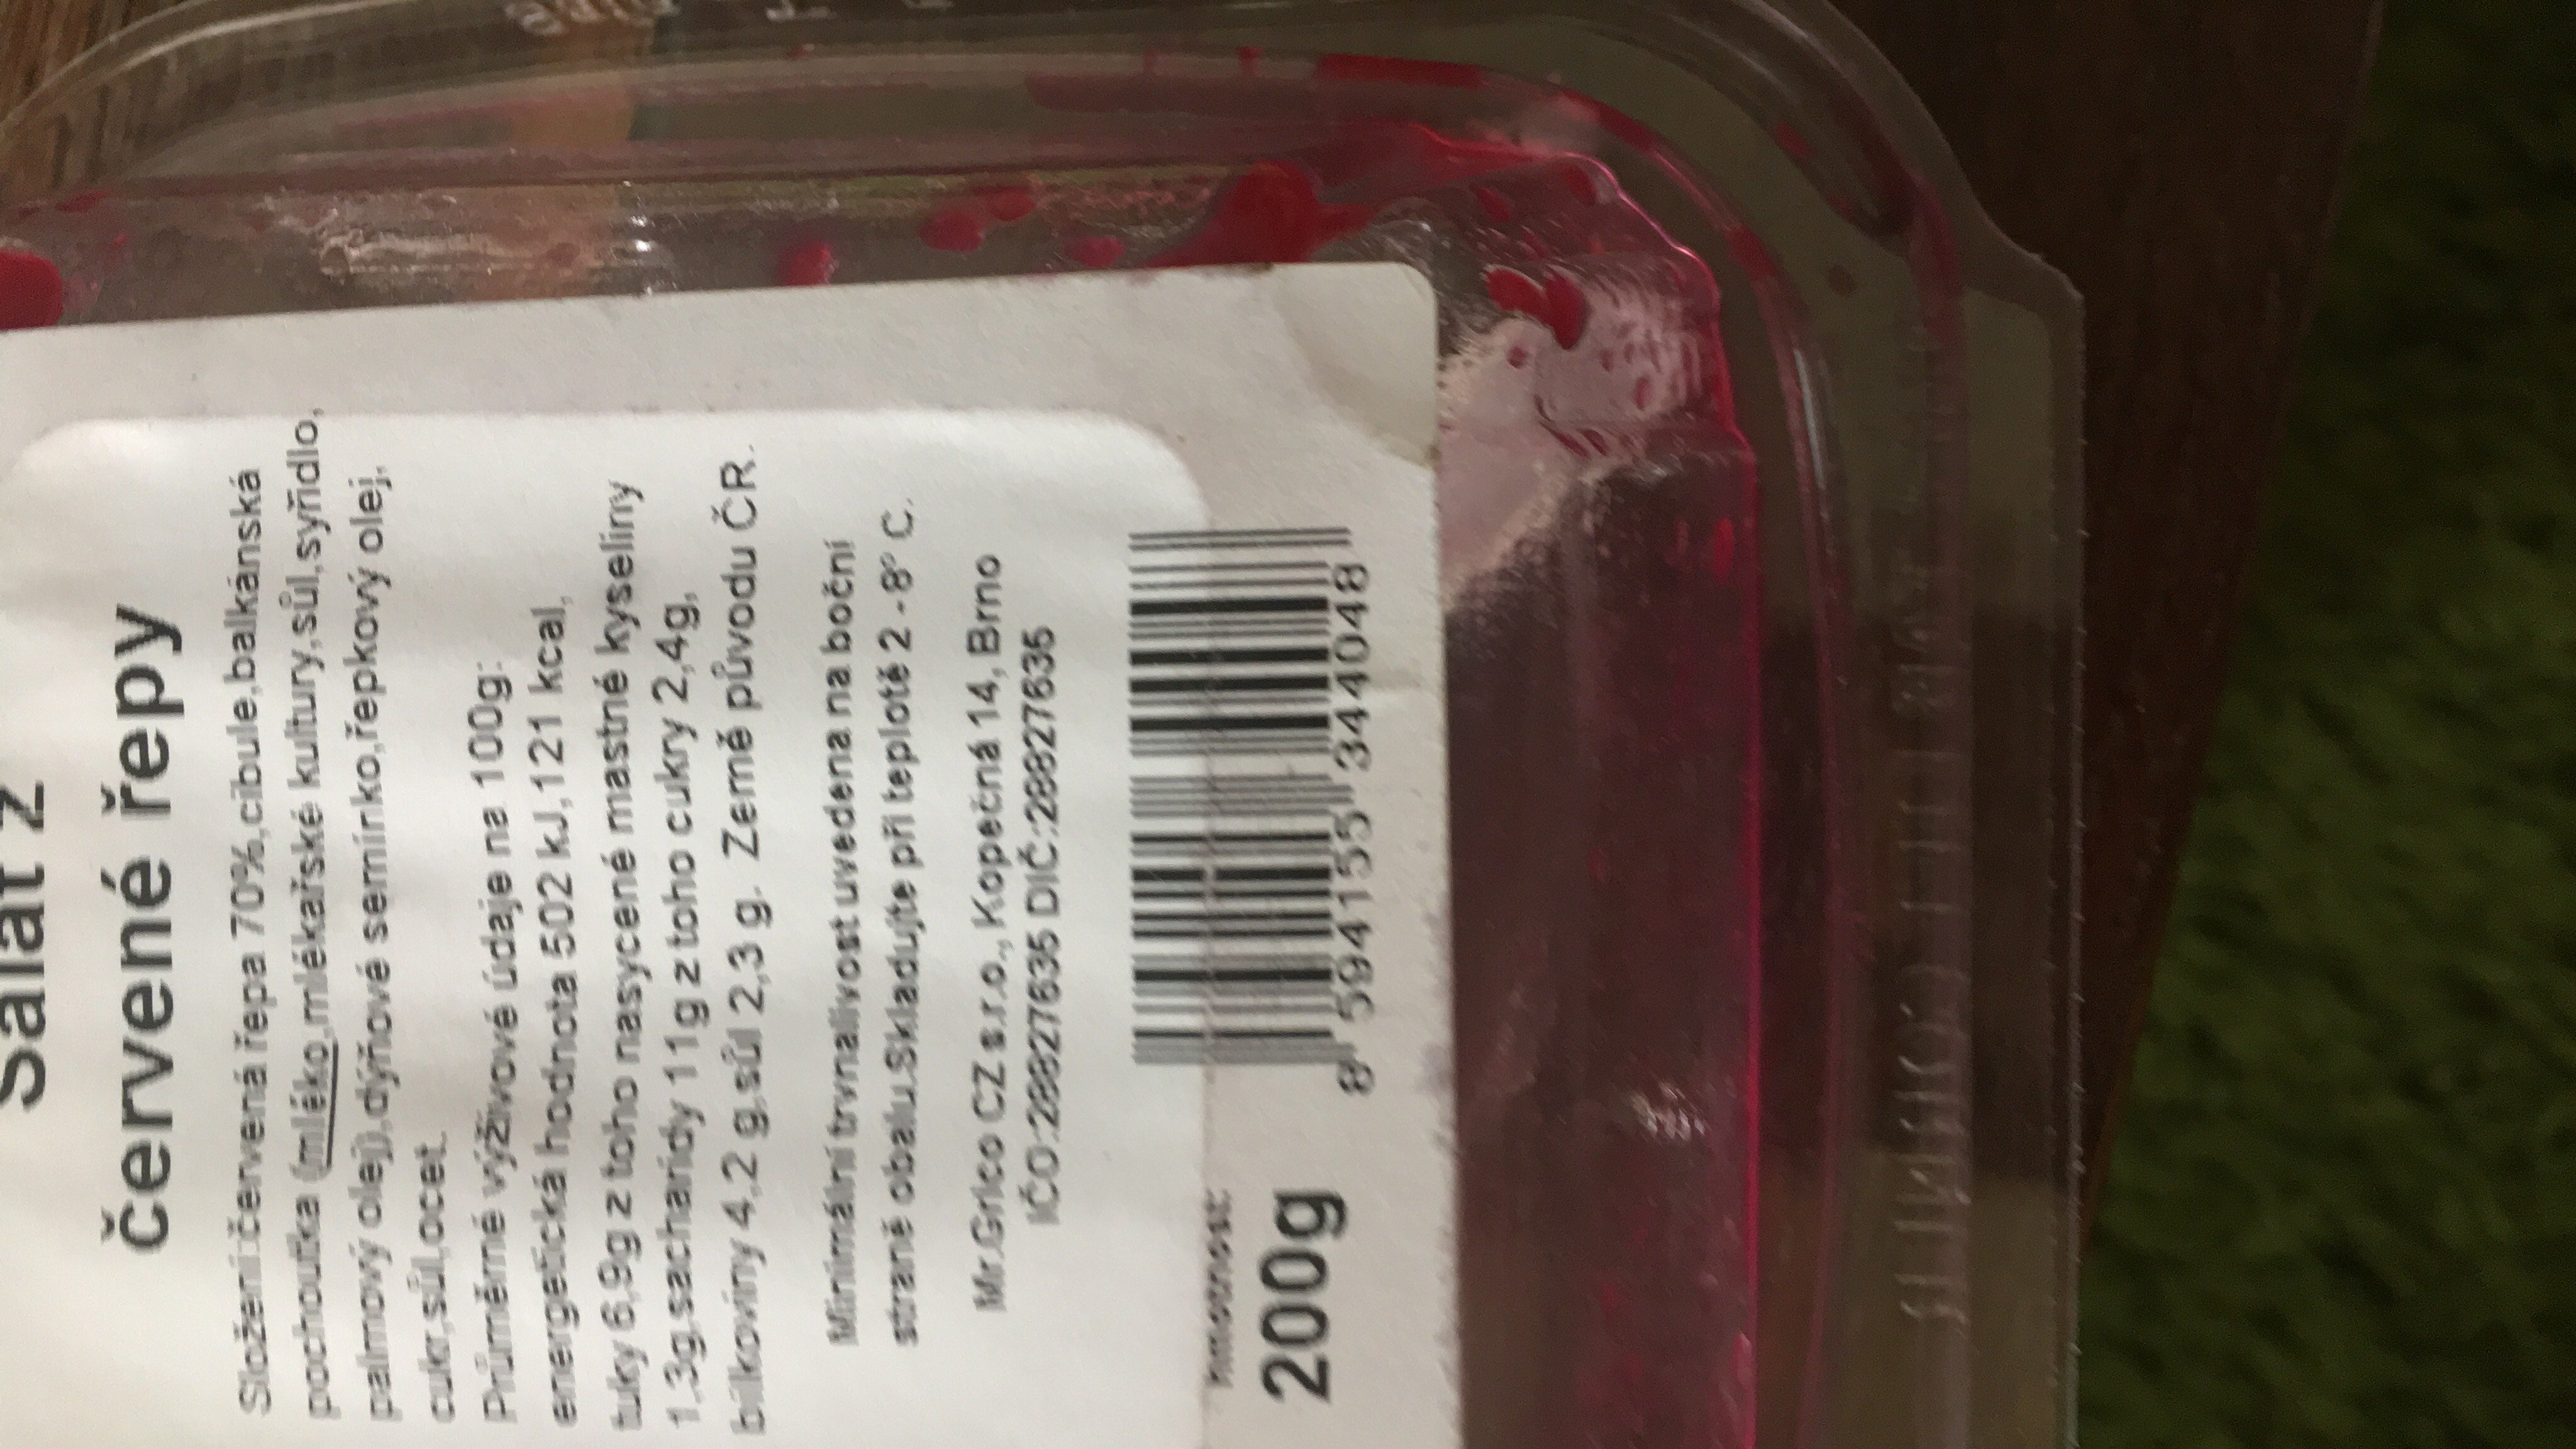 Salát z
červené řepy
Složení:červená řepa 70%,cibule,balkánská
pochoutka (mléko,mlékařské kultury,sůl,syřidlo,
palmový olej),dýňové semínko,řepkový olej,
cukr,sůl,ocet.
Průměrné výživové údaje na 100g:
energetická hodnota 502 kJ,121 kcal,
tuky 6,9g z toho nasycené mastné kyseliny
1,3g,sacharidy 11g z toho cukry 2,4g,
bílkoviny 4,2 g,sůl 2,3 g. Země původu ČR.
Minimální trvnalivost uvedena na boční
straně obalu.Skladujte při teplotě 2 -8° C.
Mr.Grico CZ s.r.o., Kopečná 14, Brno
IČO:28827635 DIČ:28827635
8 594155 344048
hmotnost:
200g